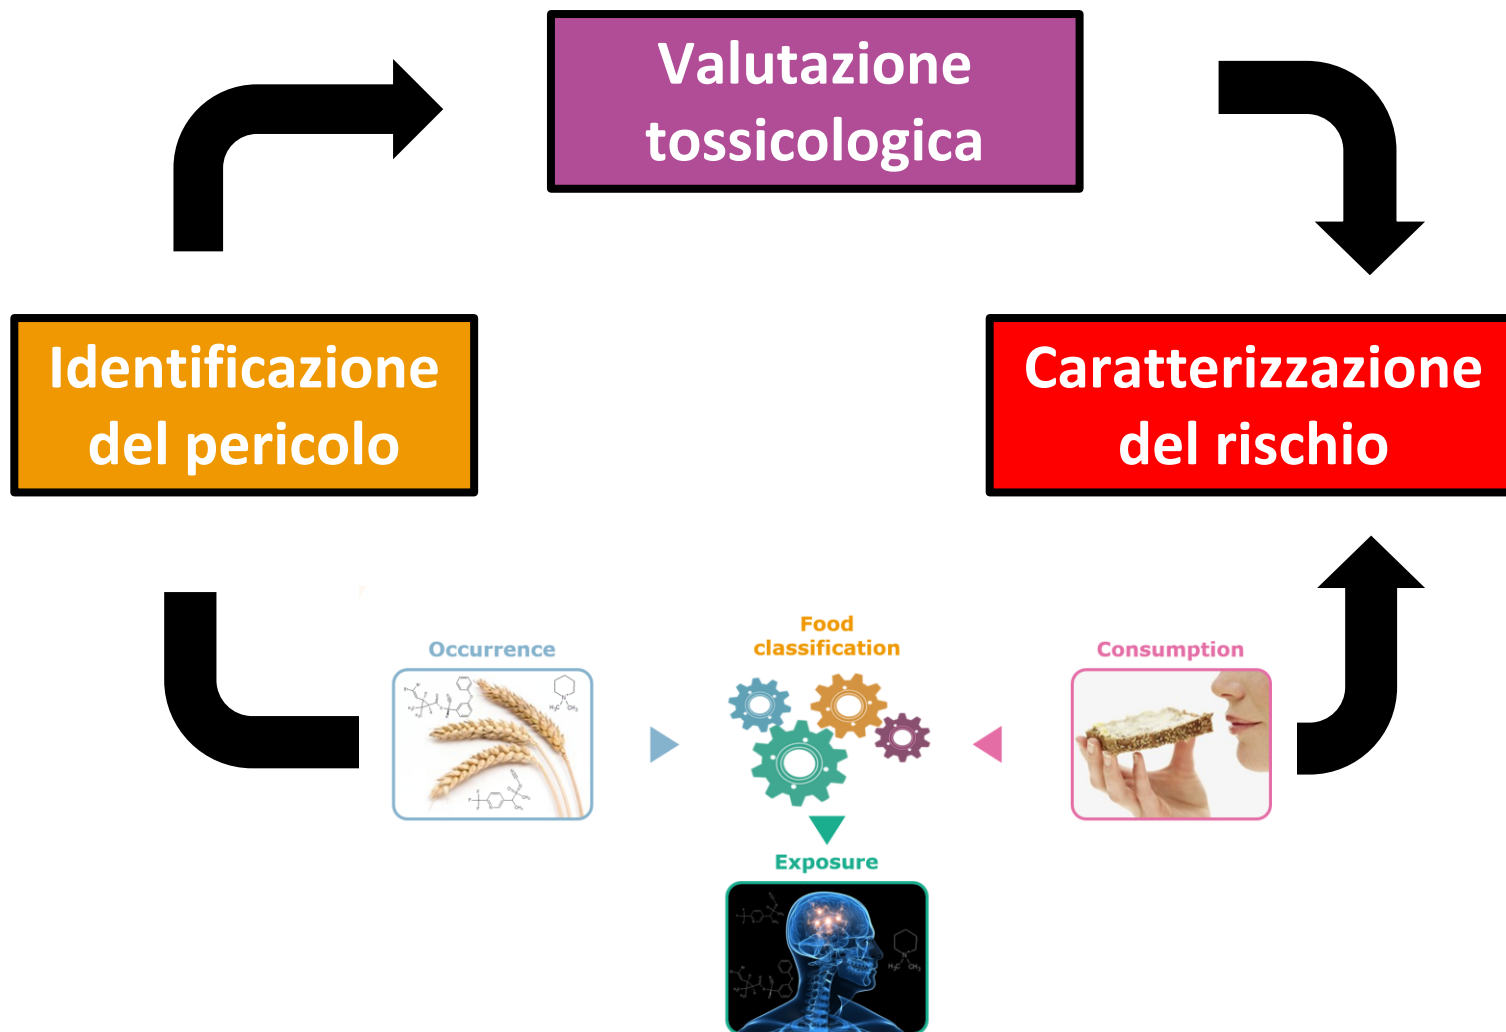 Valutazione
tossicologica
Identificazione
del pericolo
Caratterizzazione
del rischio
Occurrence
Food
classification
Consumption
Exposure